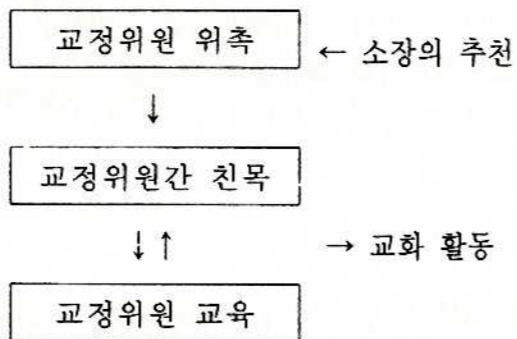 교정위원 위촉 ← 소장의 추천
↓
교정위원간 친목
↓↑ → 교화 활동
교정위원 교육